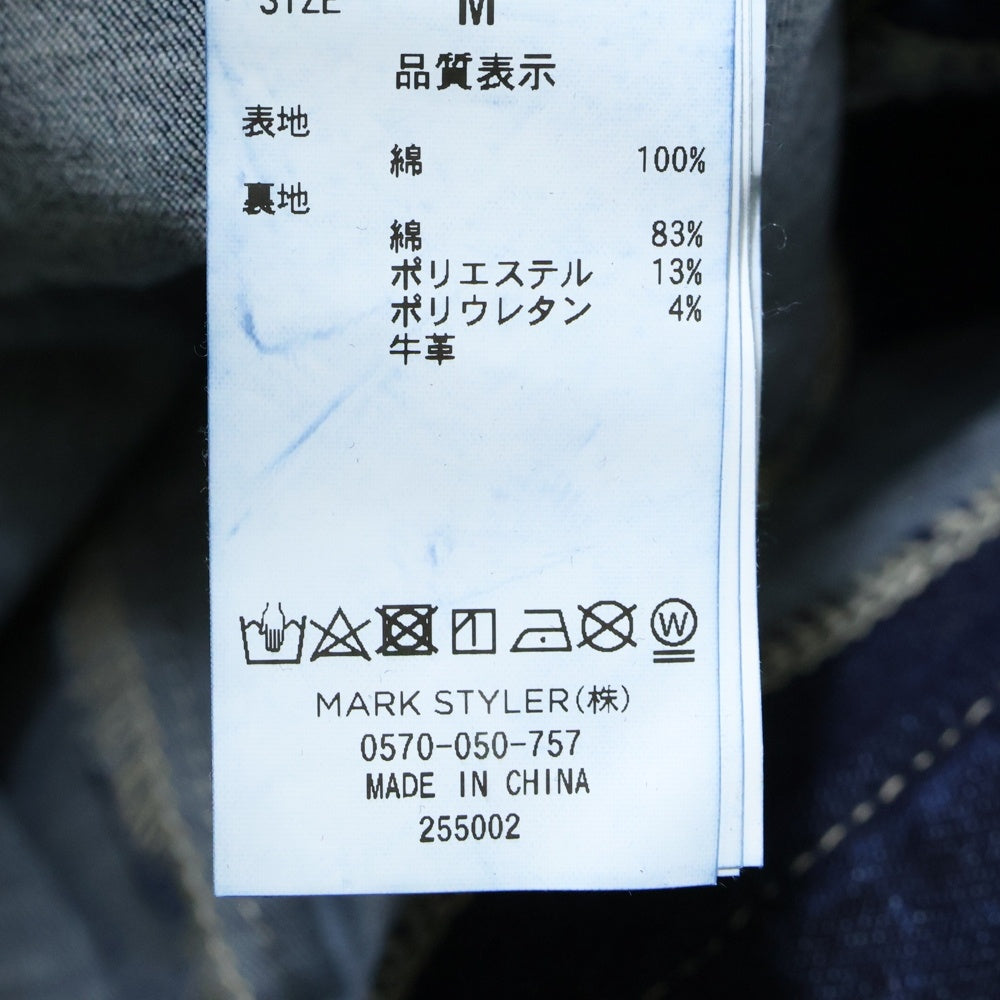 SIZE M
品質表示
表地
綿 100%
裏地
綿 83%
ポリエステル 13%
ポリウレタン 4%
牛革
W
MARK STYLER(株)
0570-050-757
MADE IN CHINA
255002